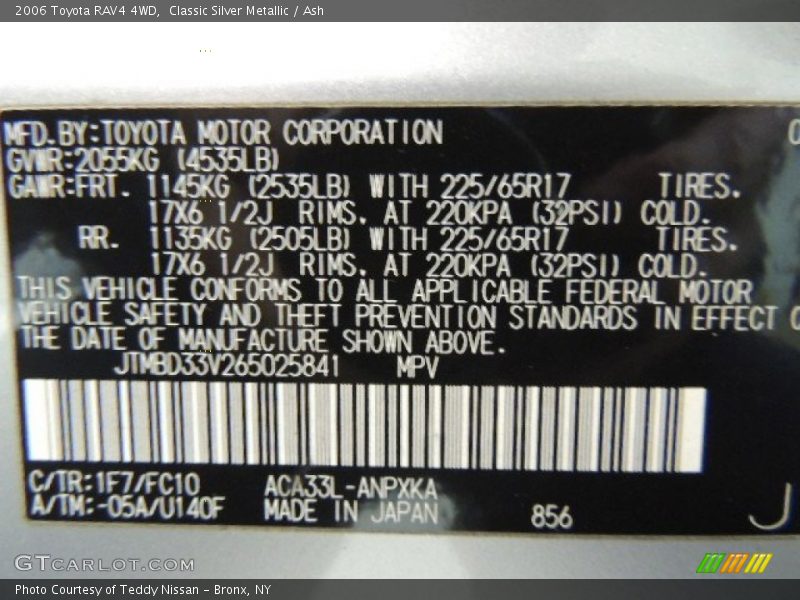 2006 Toyota RAV4 4WD,  Classic Silver Metallic / Ash
MFD.BY:TOYOTA MOTOR CORPORATION
GVWR:2055KG (4535LB)
GAWR:FRT. 1145KG (2535LB) WITH 225/65R17 TIRES.
17X6 1/2J RIMS. AT 220KPA (32PSI) COLD.
RR. 1135KG (2505LB) WITH 225/65R17 TIRES.
17X6 1/2J RIMS. AT 220KPA (32PSI) COLD.
THIS VEHICLE CONFORMS TO ALL APPLICABLE FEDERAL MOTOR
VEHICLE SAFETY AND THEFT PREVENTION STANDARDS IN EFFECT
THE DATE OF MANUFACTURE SHOWN ABOVE.
JTMBD33V265025841 MPV
C/TR:1F7/FC10 ACA33L-ANPXKA
A/TM:-05A/U140F MADE IN JAPAN 856
GTCARLOT.COM
Photo Courtesy of Teddy Nissan - Bronx, NY